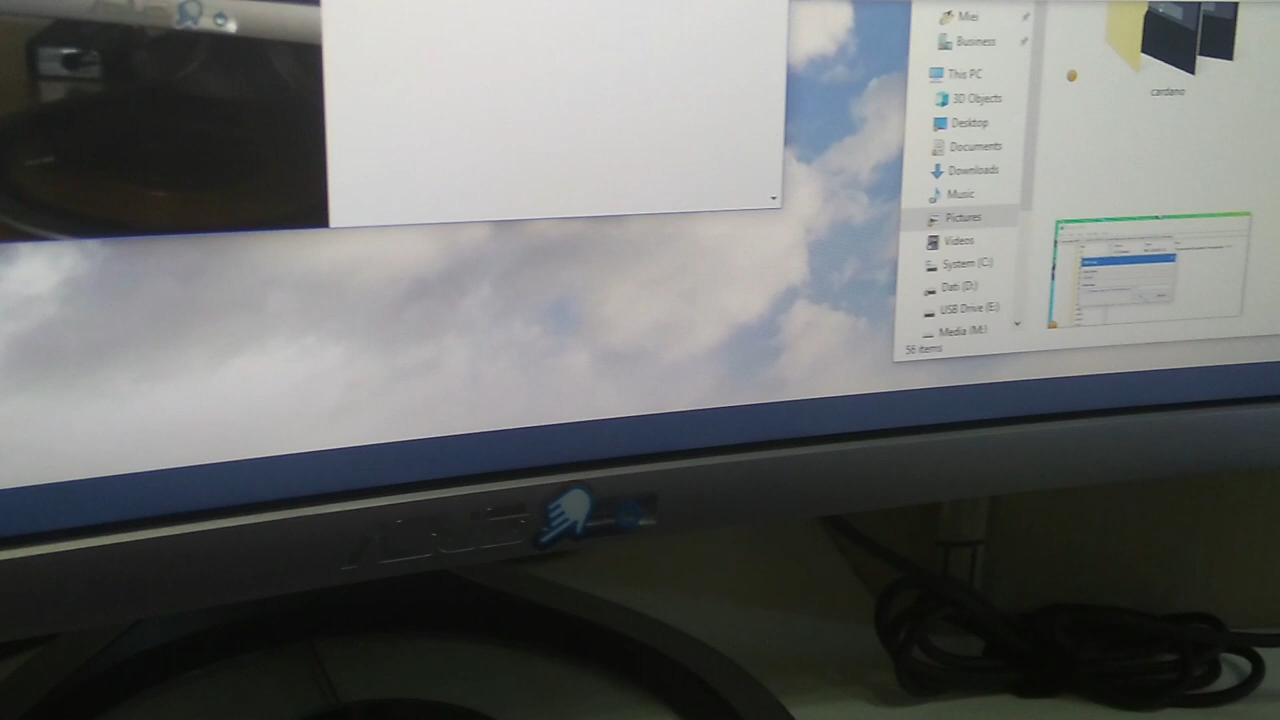 Miei
Business
This PC
3D Objects
Desktop
Documents
Downloads
Music
Pictures
Videos
System (C:)
Dati (D:)
USB Drive (E:)
Media (M:)
56 items
cardano
ASUS